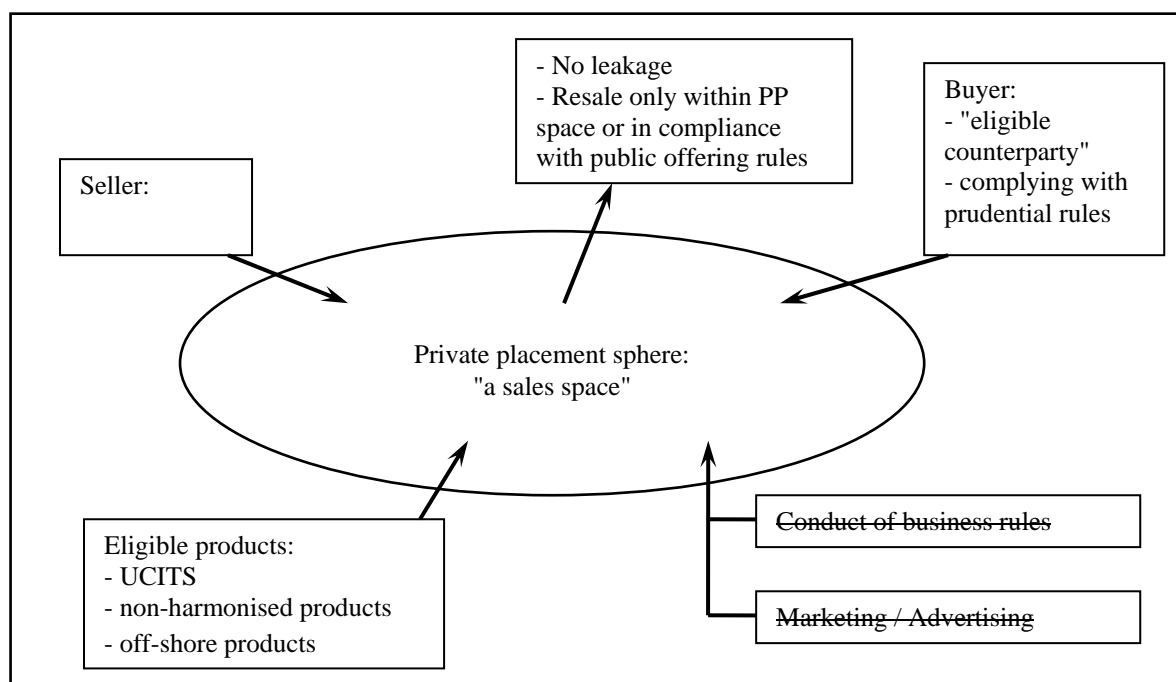 - No leakage
- Resale only within PP
space or in compliance
with public offering rules
Buyer:
- "eligible
counterparty"
- complying with
prudential rules
Seller:
Private placement sphere:
"a sales space"
Eligible products:
- UCITS
- non-harmonised products
- off-shore products
Conduct of business rules
Marketing / Advertising